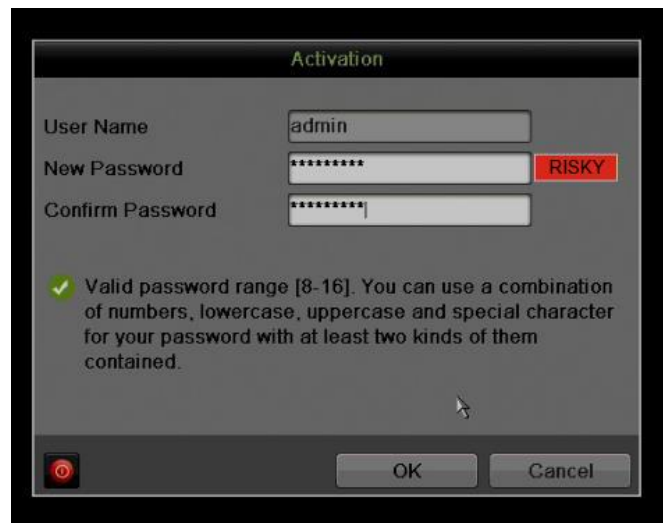 Activation
User Name admin
New Password ********* RISKY
Confirm Password *********
Valid password range [8-16]. You can use a combination
of numbers, lowercase, uppercase and special character
for your password with at least two kinds of them
contained.
OK Cancel